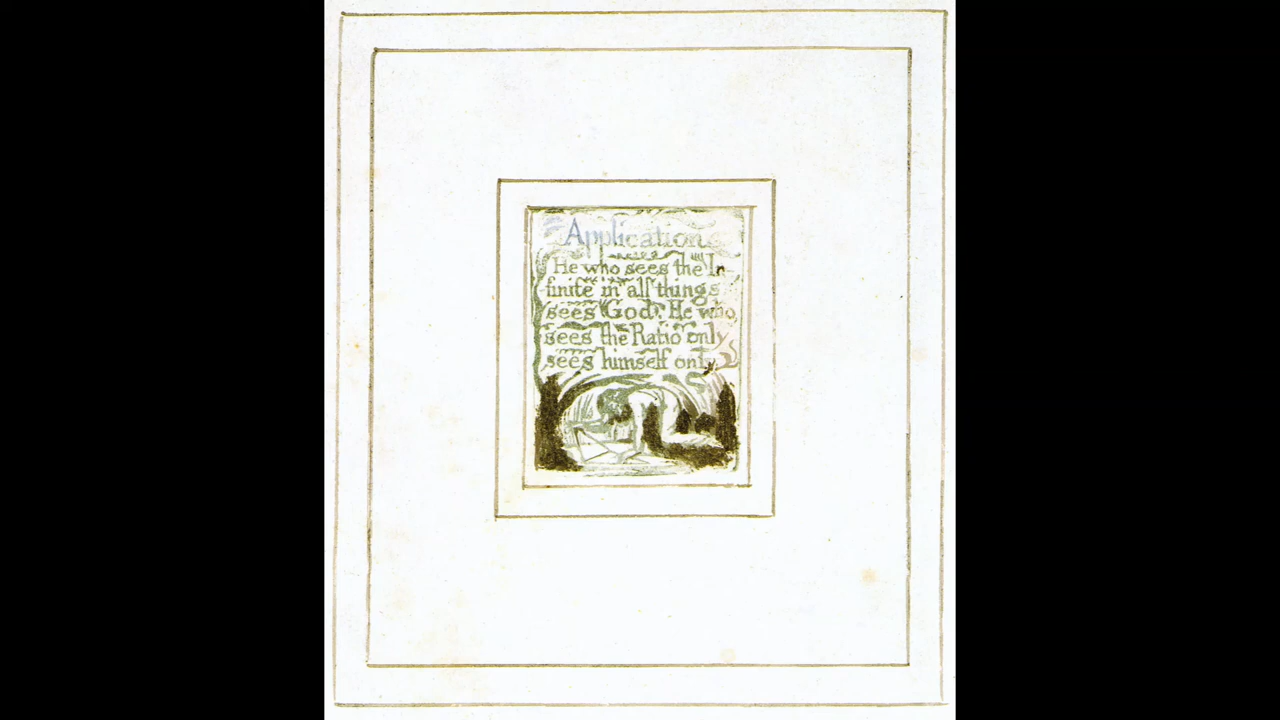 Application
He who sees the In-
finite in all things
sees God. He who
sees the Ratio only
sees himself only.